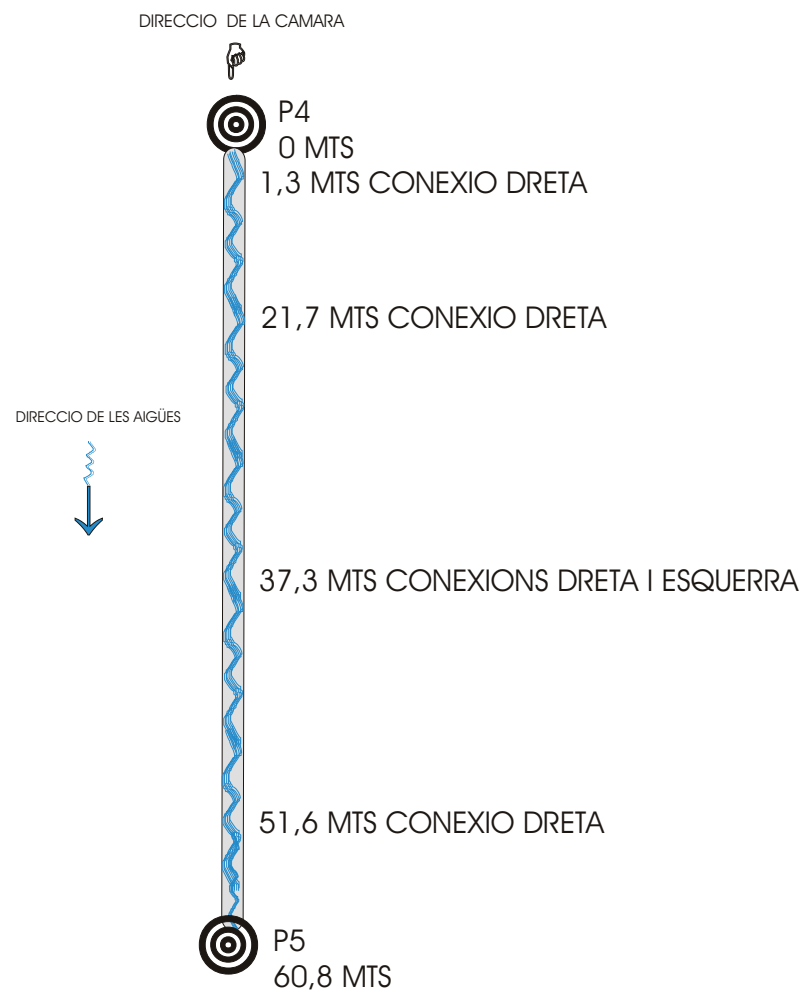 DIRECCIO DE LA CAMARA
P4
0 MTS
1,3 MTS CONEXIO DRETA
21,7 MTS CONEXIO DRETA
DIRECCIO DE LES AIGÜES
37,3 MTS CONEXIONS DRETA I ESQUERRA
51,6 MTS CONEXIO DRETA
P5
60,8 MTS